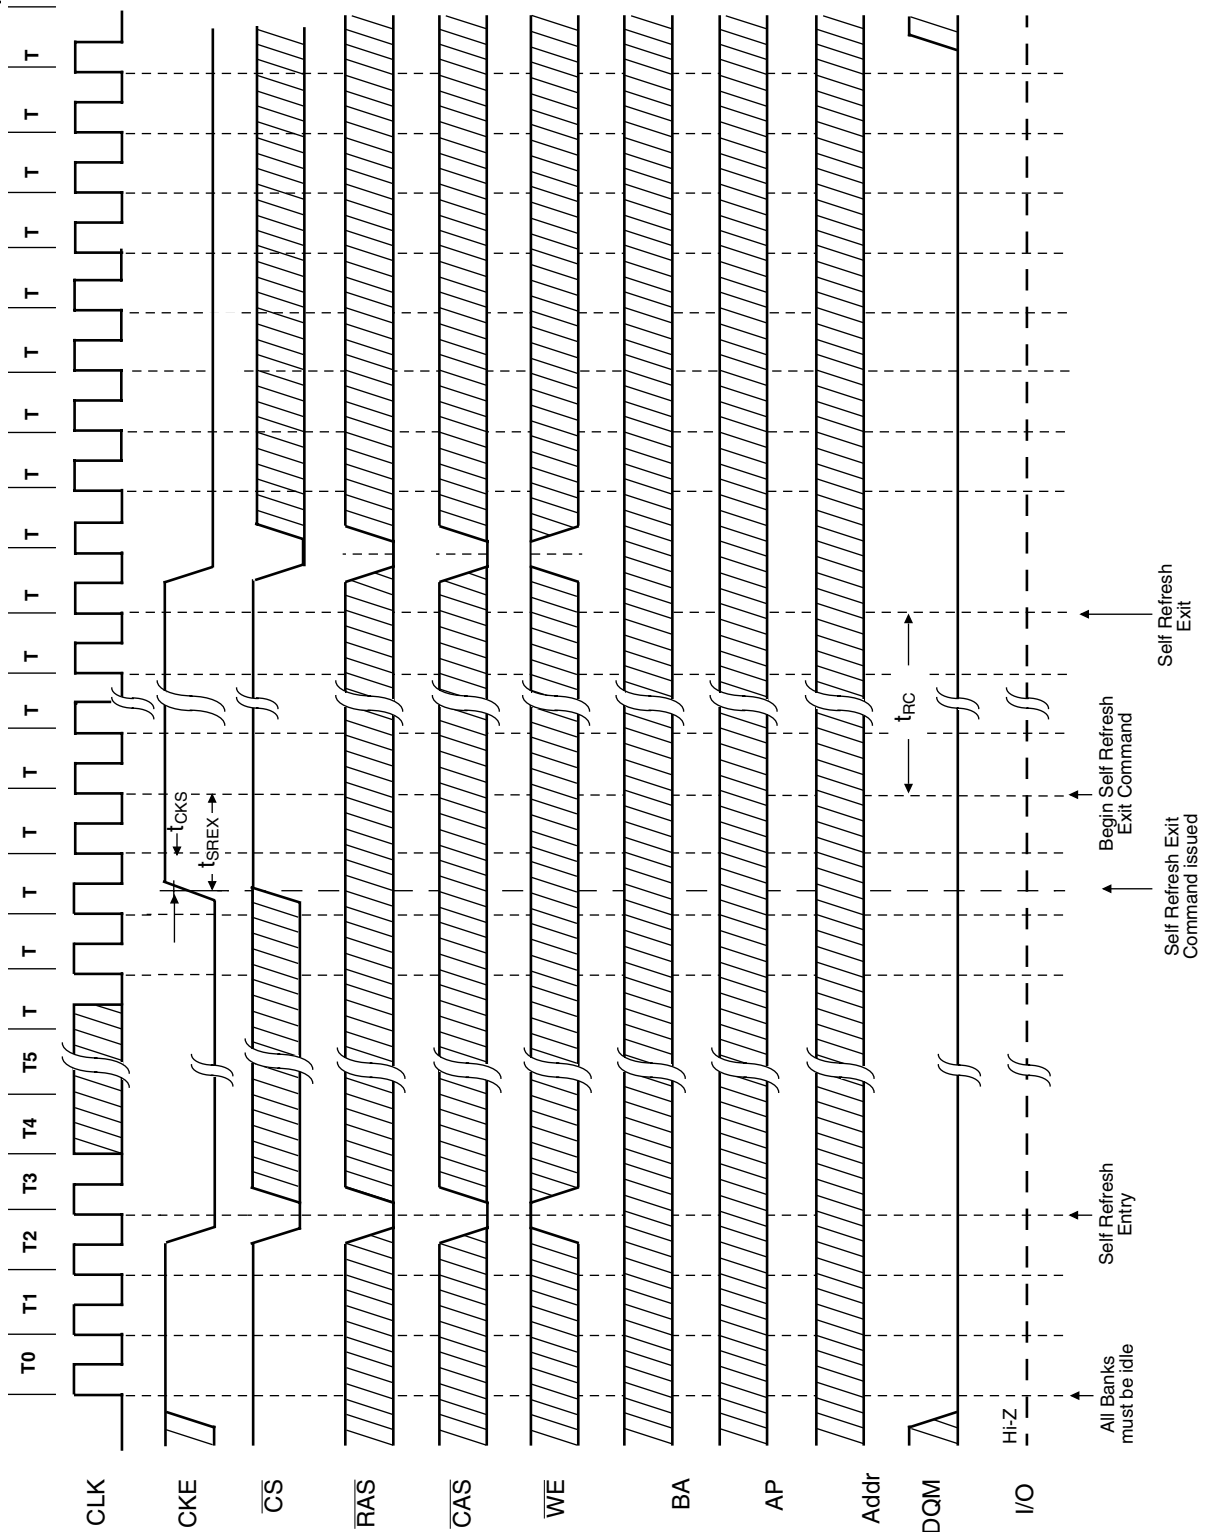 T0 T1 T2 T3 T4 T5 T T T T T T T T T T T T T T T T T
CLK
CKE
tCKS
tSREX
CS
RAS
CAS
WE
BA
AP
Addr
tRC
DQM
Hi-Z
I/O
All Banks
must be idle
Self Refresh
Entry
Begin Self Refresh
Exit Command
Self Refresh Exit
Command issued
Self Refresh
Exit